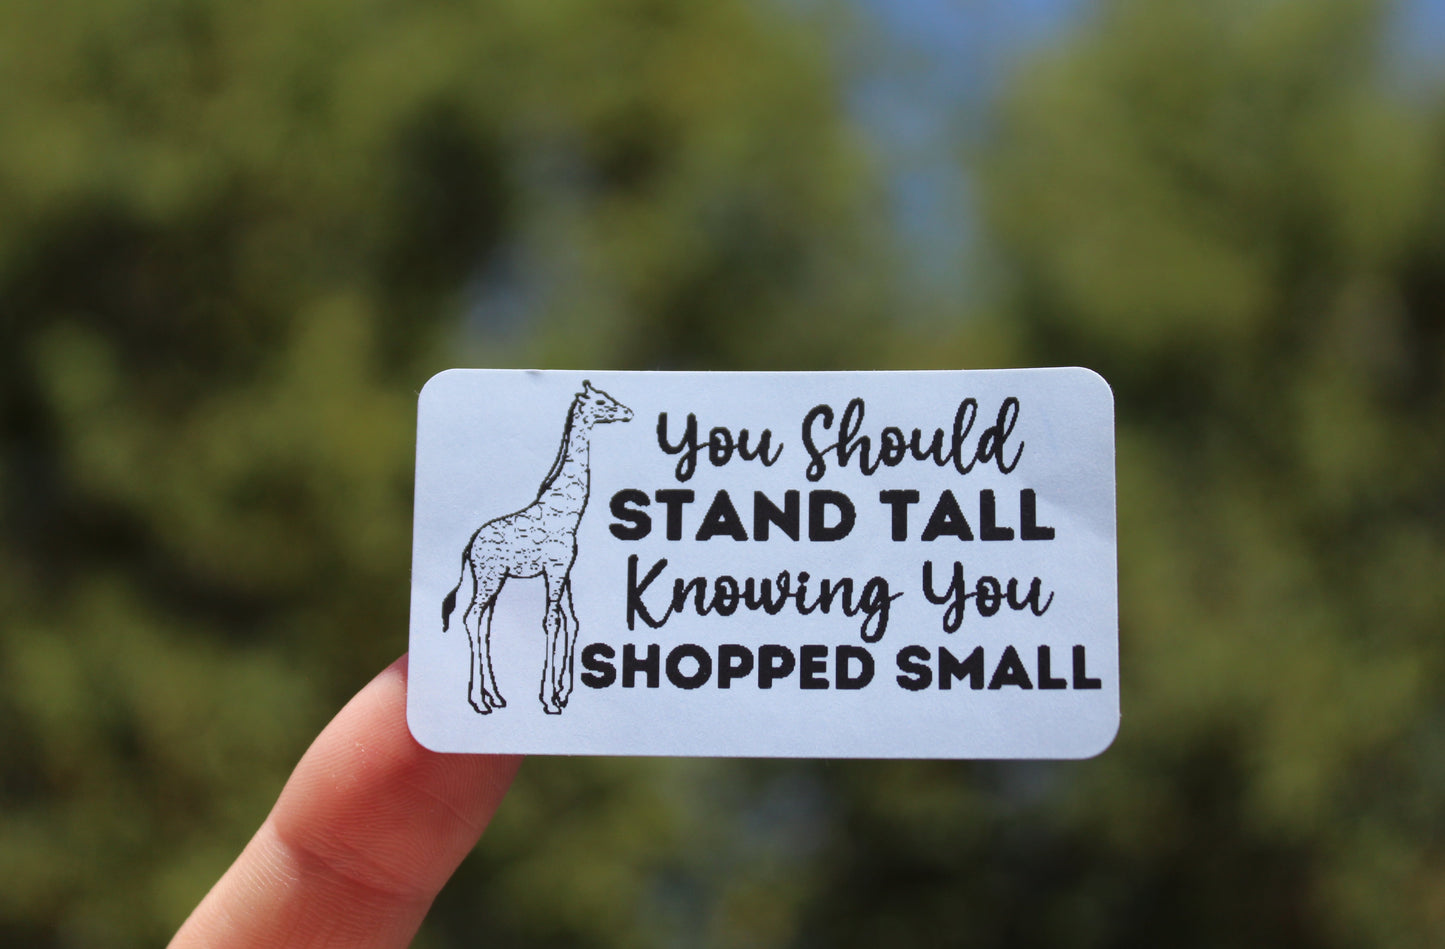 You Should
STAND TALL
Knowing You
SHOPPED SMALL